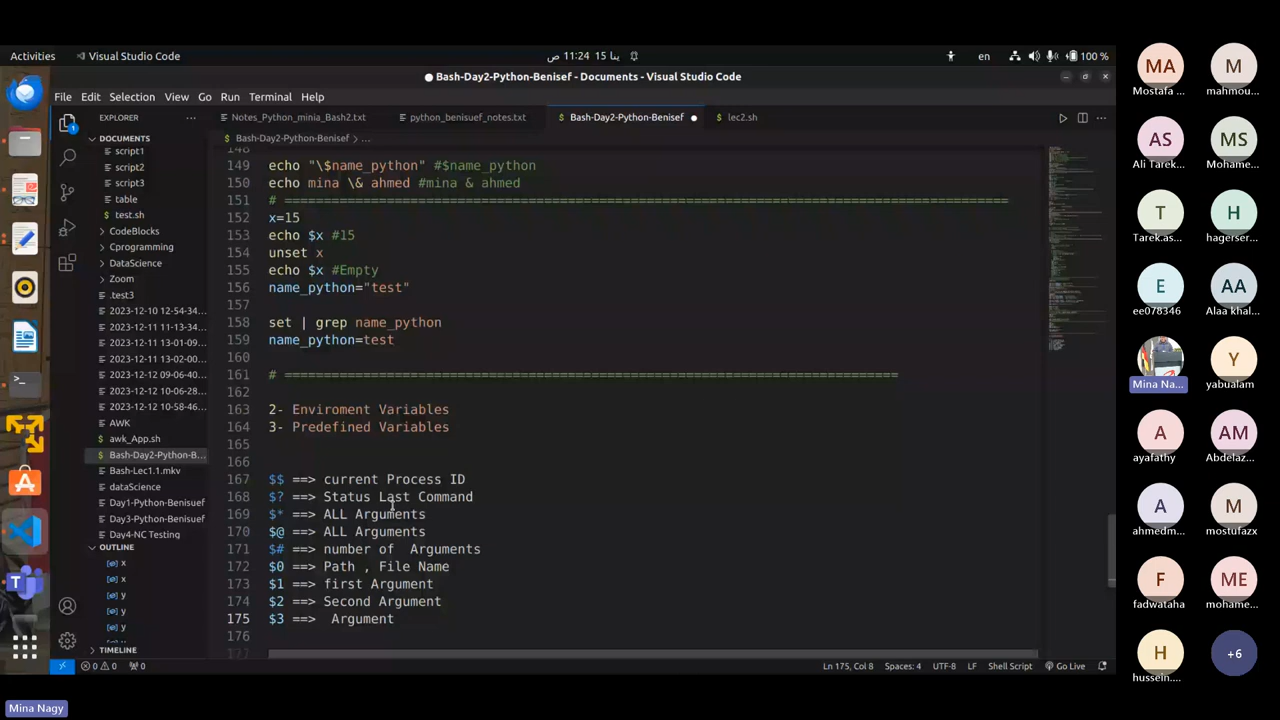 Activities
Visual Studio Code
11:24 ص 15 ينا
en
100 %
Bash-Day2-Python-Benisef - Documents - Visual Studio Code
File Edit Selection View Go Run Terminal Help
EXPLORER
Notes_Python_minia_Bash2.txt
python_benisuef_notes.txt
Bash-Day2-Python-Benisef
lec2.sh
DOCUMENTS
script1
script2
script3
table
test.sh
CodeBlocks
Cprogramming
DataScience
Zoom
.test3
2023-12-10 12-54-34...
2023-12-11 11-13-34...
2023-12-11 13-01-09...
2023-12-11 13-02-00...
2023-12-12 09-06-40...
2023-12-12 10-06-28...
2023-12-12 10-58-46...
AWK
awk_App.sh
Bash-Day2-Python-B...
Bash-Lec1.1.mkv
dataScience
Day1-Python-Benisuef
Day3-Python-Benisuef
Day4-NC Testing
OUTLINE
x
x
y
y
y
TIMELINE
Bash-Day2-Python-Benisef > ...
148
149 echo "\$name_python" #$name_python
150 echo mina \& ahmed #mina & ahmed
151 # ============================================================================================
152 x=15
153 echo $x #15
154 unset x
155 echo $x #Empty
156 name_python="test"
157
158 set | grep name_python
159 name_python=test
160
161 # ==============================================================================
162
163 2- Enviroment Variables
164 3- Predefined Variables
165
166
167 $$ ==> current Process ID
168 $? ==> Status Last Command
169 $* ==> ALL Arguments
170 $@ ==> ALL Arguments
171 $# ==> number of  Arguments
172 $0 ==> Path , File Name
173 $1 ==> first Argument
174 $2 ==> Second Argument
175 $3 ==>  Argument
176
177
0 0 0
Ln 175, Col 8 Spaces: 4 UTF-8 LF Shell Script Go Live
Mina Nagy
MA
Mostafa ...
M
mahmou...
AS
Ali Tarek...
MS
Mohame...
T
Tarek.as...
H
hagerser...
E
ee078346
AA
Alaa khal...
Mina Na...
Y
yabualam
A
ayafathy
AM
Abdelaz...
A
ahmedm...
M
mostufazx
F
fadwataha
ME
mohame...
H
hussein....
+6